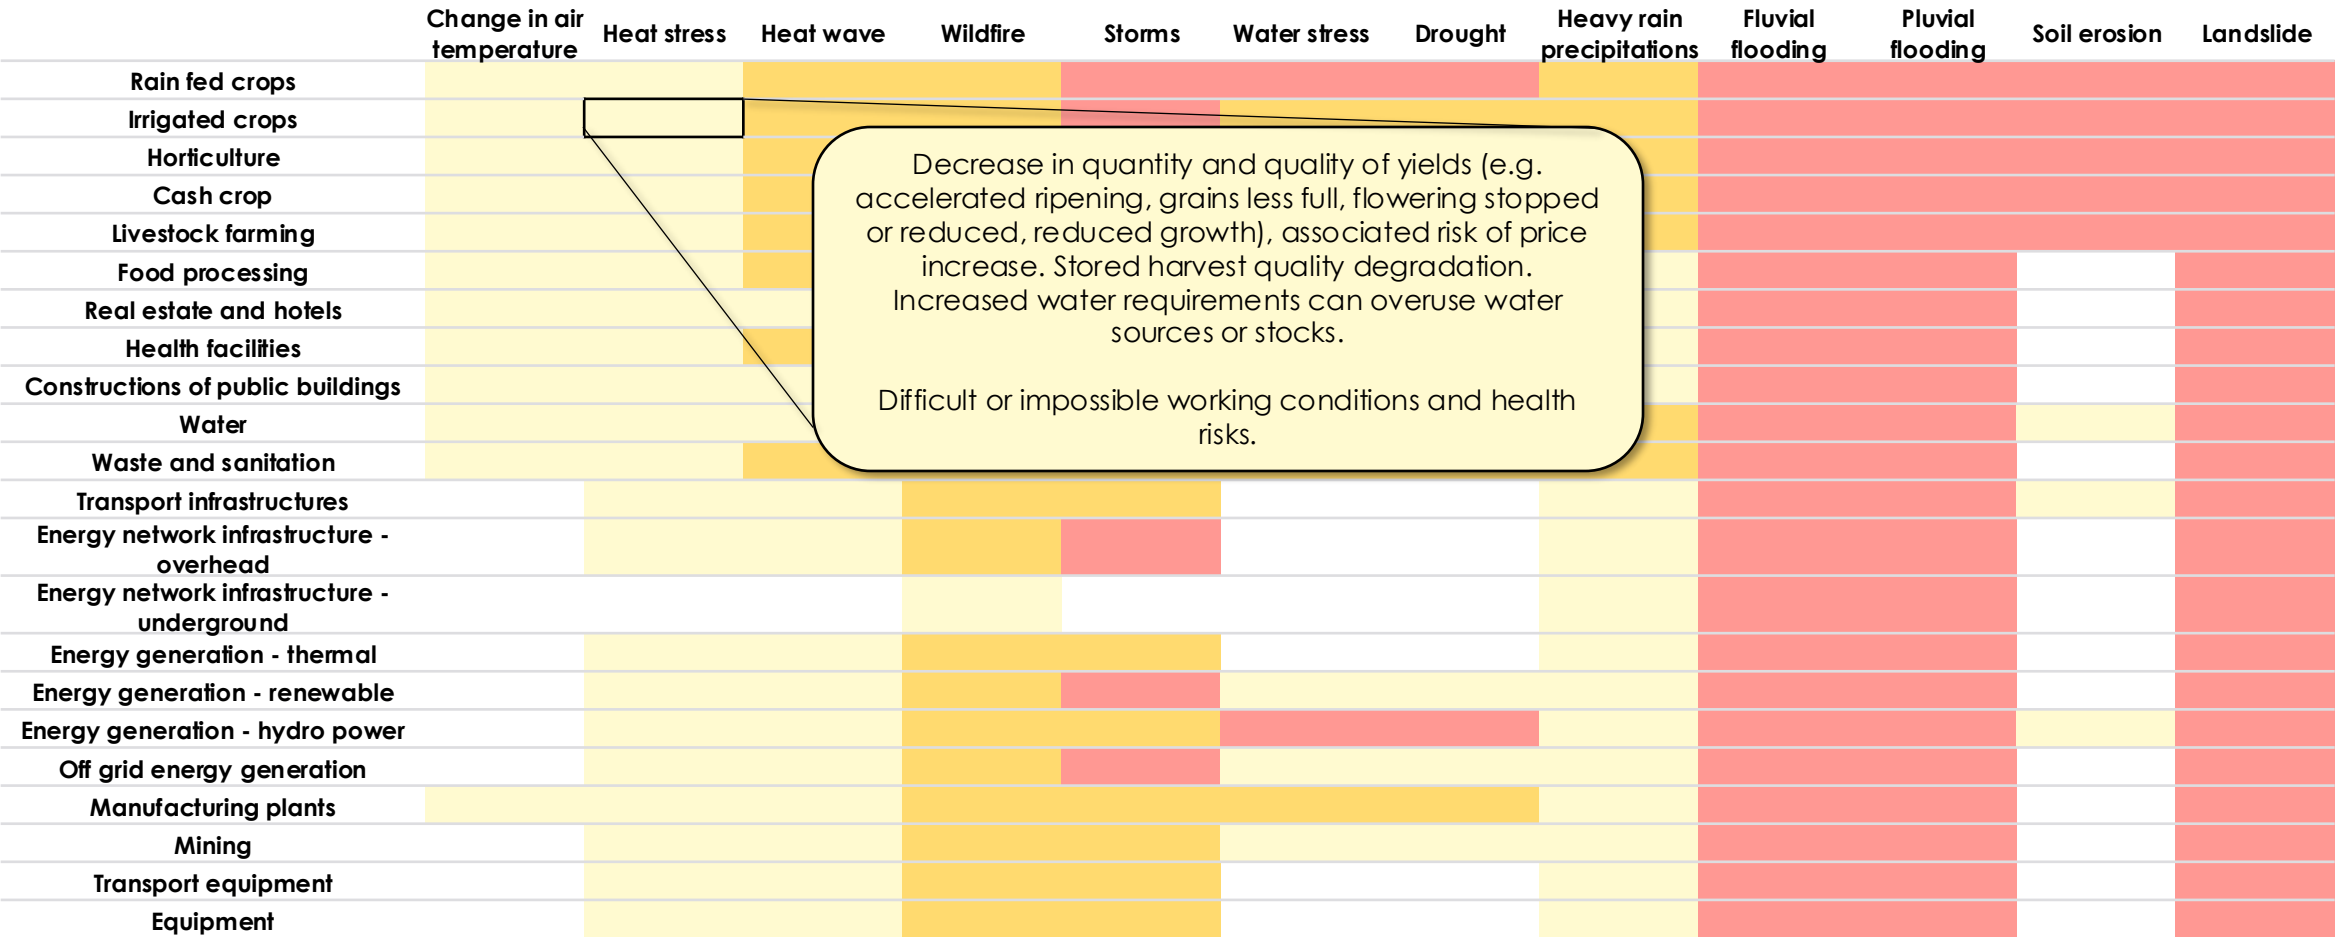 Change in air
temperature
Heat stress
Heat wave
Wildfire
Storms
Water stress
Drought
Heavy rain
precipitations
Fluvial
flooding
Pluvial
flooding
Soil erosion
Landslide
Rain fed crops
Irrigated crops
Horticulture
Cash crop
Livestock farming
Food processing
Real estate and hotels
Health facilities
Constructions of public buildings
Water
Waste and sanitation
Transport infrastructures
Energy network infrastructure -
overhead
Energy network infrastructure -
underground
Energy generation - thermal
Energy generation - renewable
Energy generation - hydro power
Off grid energy generation
Manufacturing plants
Mining
Transport equipment
Equipment
Decrease in quantity and quality of yields (e.g.
accelerated ripening, grains less full, flowering stopped
or reduced, reduced growth), associated risk of price
increase. Stored harvest quality degradation.
Increased water requirements can overuse water
sources or stocks.
Difficult or impossible working conditions and health
risks.